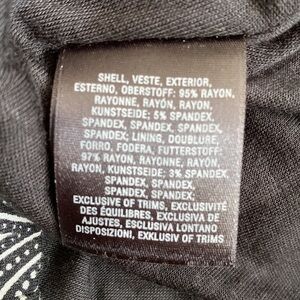 SHELL, VESTE, EXTERIOR,
ESTERNO, OBERSTOFF: 95% RAYON,
RAYONNE, RAYÓN, RAYON,
KUNSTSEIDE; 5% SPANDEX,
SPANDEX, SPANDEX, SPANDEX,
SPANDEX; LINING, DOUBLURE,
FORRO, FODERA, FUTTERSTOFF:
97% RAYON, RAYONNE, RAYÓN,
RAYON, KUNSTSEIDE; 3% SPANDEX,
SPANDEX, SPANDEX,
SPANDEX, SPANDEX;
EXCLUSIVE OF TRIMS, EXCLUSIVITÉ
DES ÉQUILIBRES, EXCLUSIVA DE
AJUSTES, ESCLUSIVA LONTANO
DISPOSIZIONI, EXKLUSIV OF TRIMS